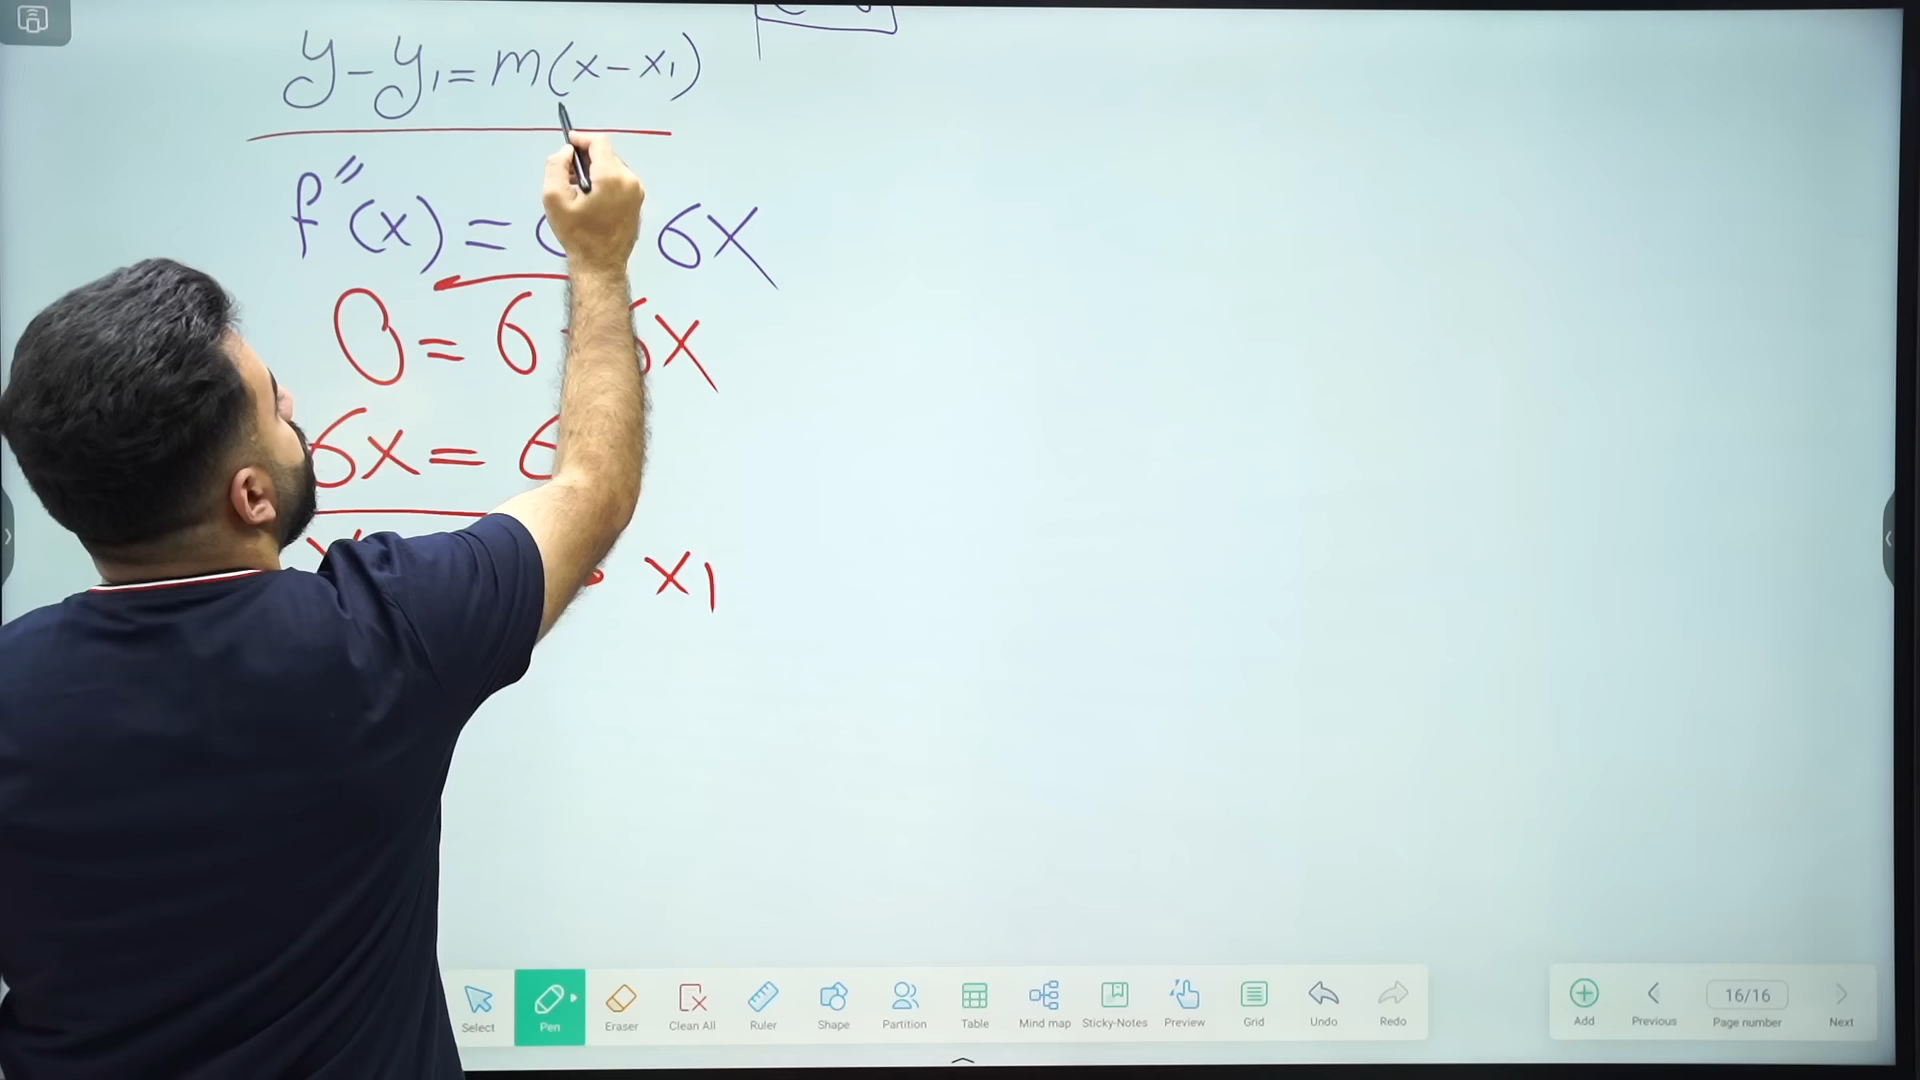 y - y₁ = m(x - x₁)
f″(x) = 6X
0 = 6 6X
6x = 6
x₁
Select
Pen
Eraser
Clean All
Ruler
Shape
Partition
Table
Mind map
Sticky-Notes
Preview
Grid
Undo
Redo
Add
Previous
16/16
Page number
Next